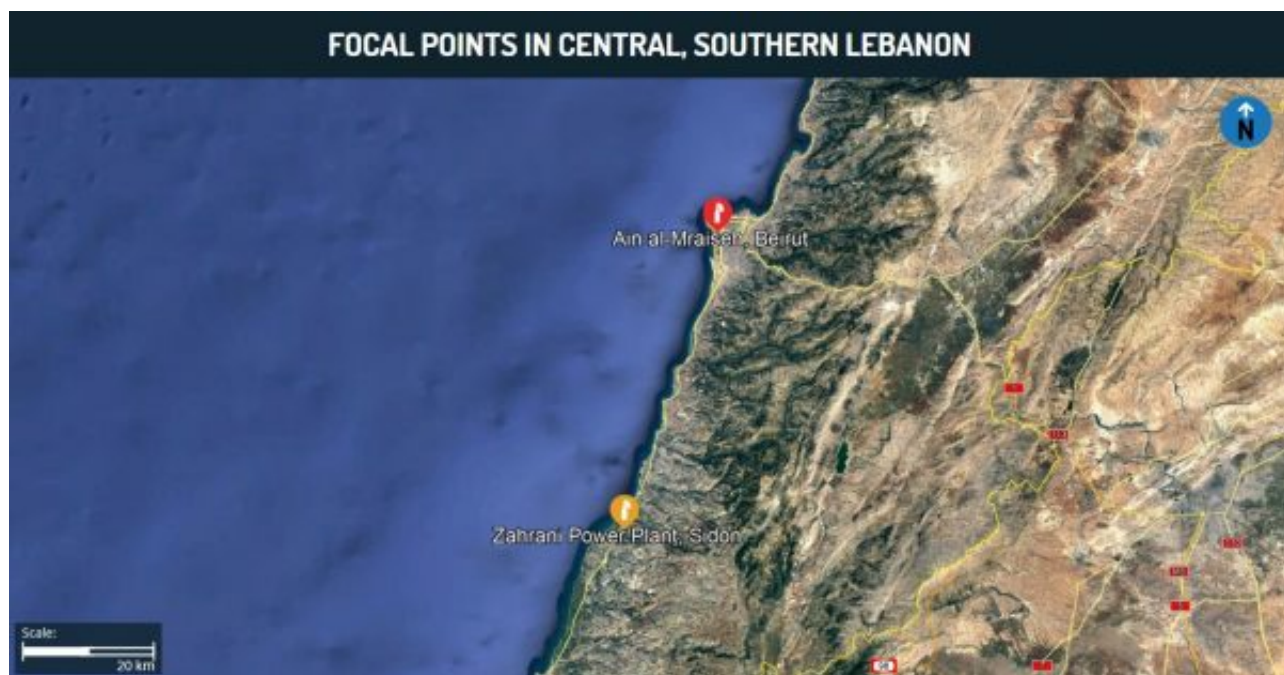 FOCAL POINTS IN CENTRAL, SOUTHERN LEBANON
N
Ain al-Mraiseh, Beirut
Zahrani Power Plant, Sidon
Scale:
20 km